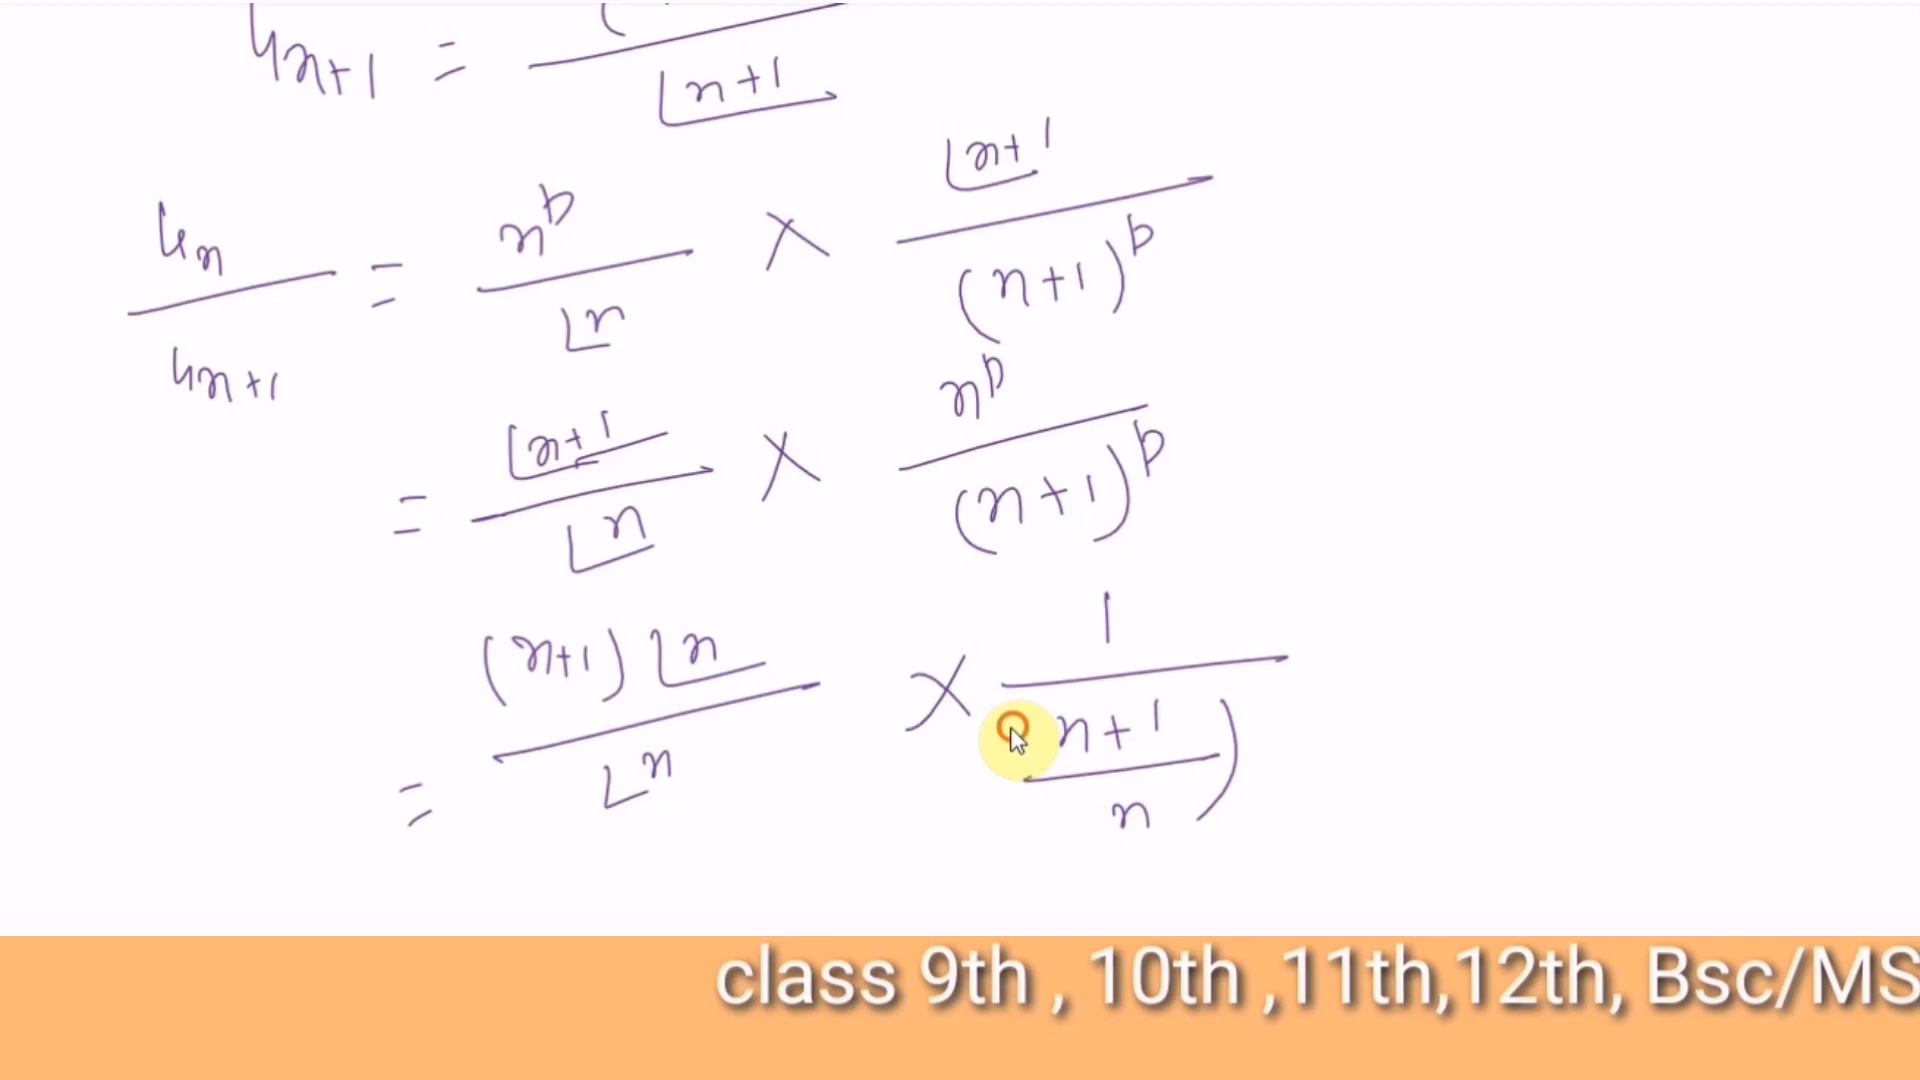 u_{n+1} = ( / ⌊n+1
u_n / u_{n+1} = n^p / ⌊n × ⌊n+1 / (n+1)^p
= ⌊n+1 / ⌊n × n^p / (n+1)^p
= (n+1) ⌊n / ⌊n × 1 / n+1 / n )
class 9th , 10th ,11th,12th, Bsc/MS